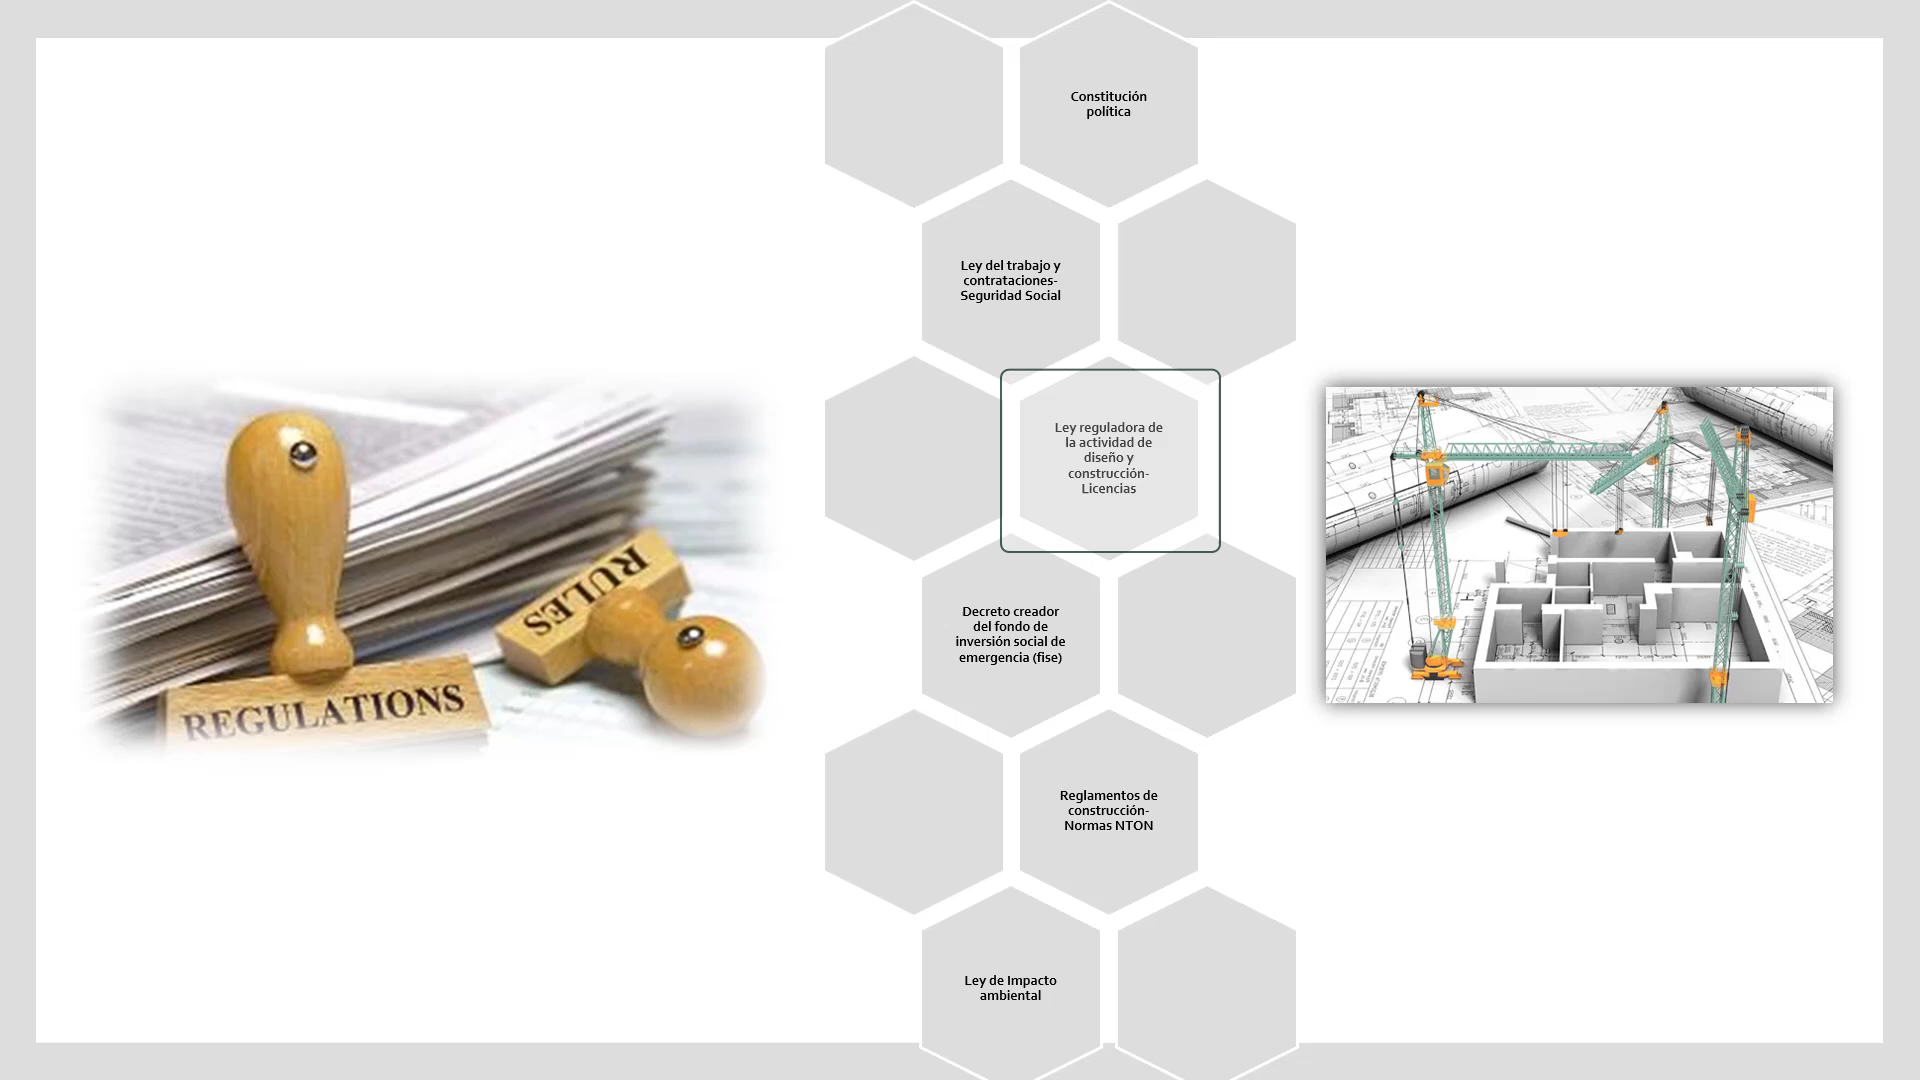 Constitución
política
Ley del trabajo y
contrataciones-
Seguridad Social
Ley reguladora de
la actividad de
diseño y
construcción-
Licencias
Decreto creador
del fondo de
inversión social de
emergencia (fise)
Reglamentos de
construcción-
Normas NTON
Ley de Impacto
ambiental
RULES
REGULATIONS